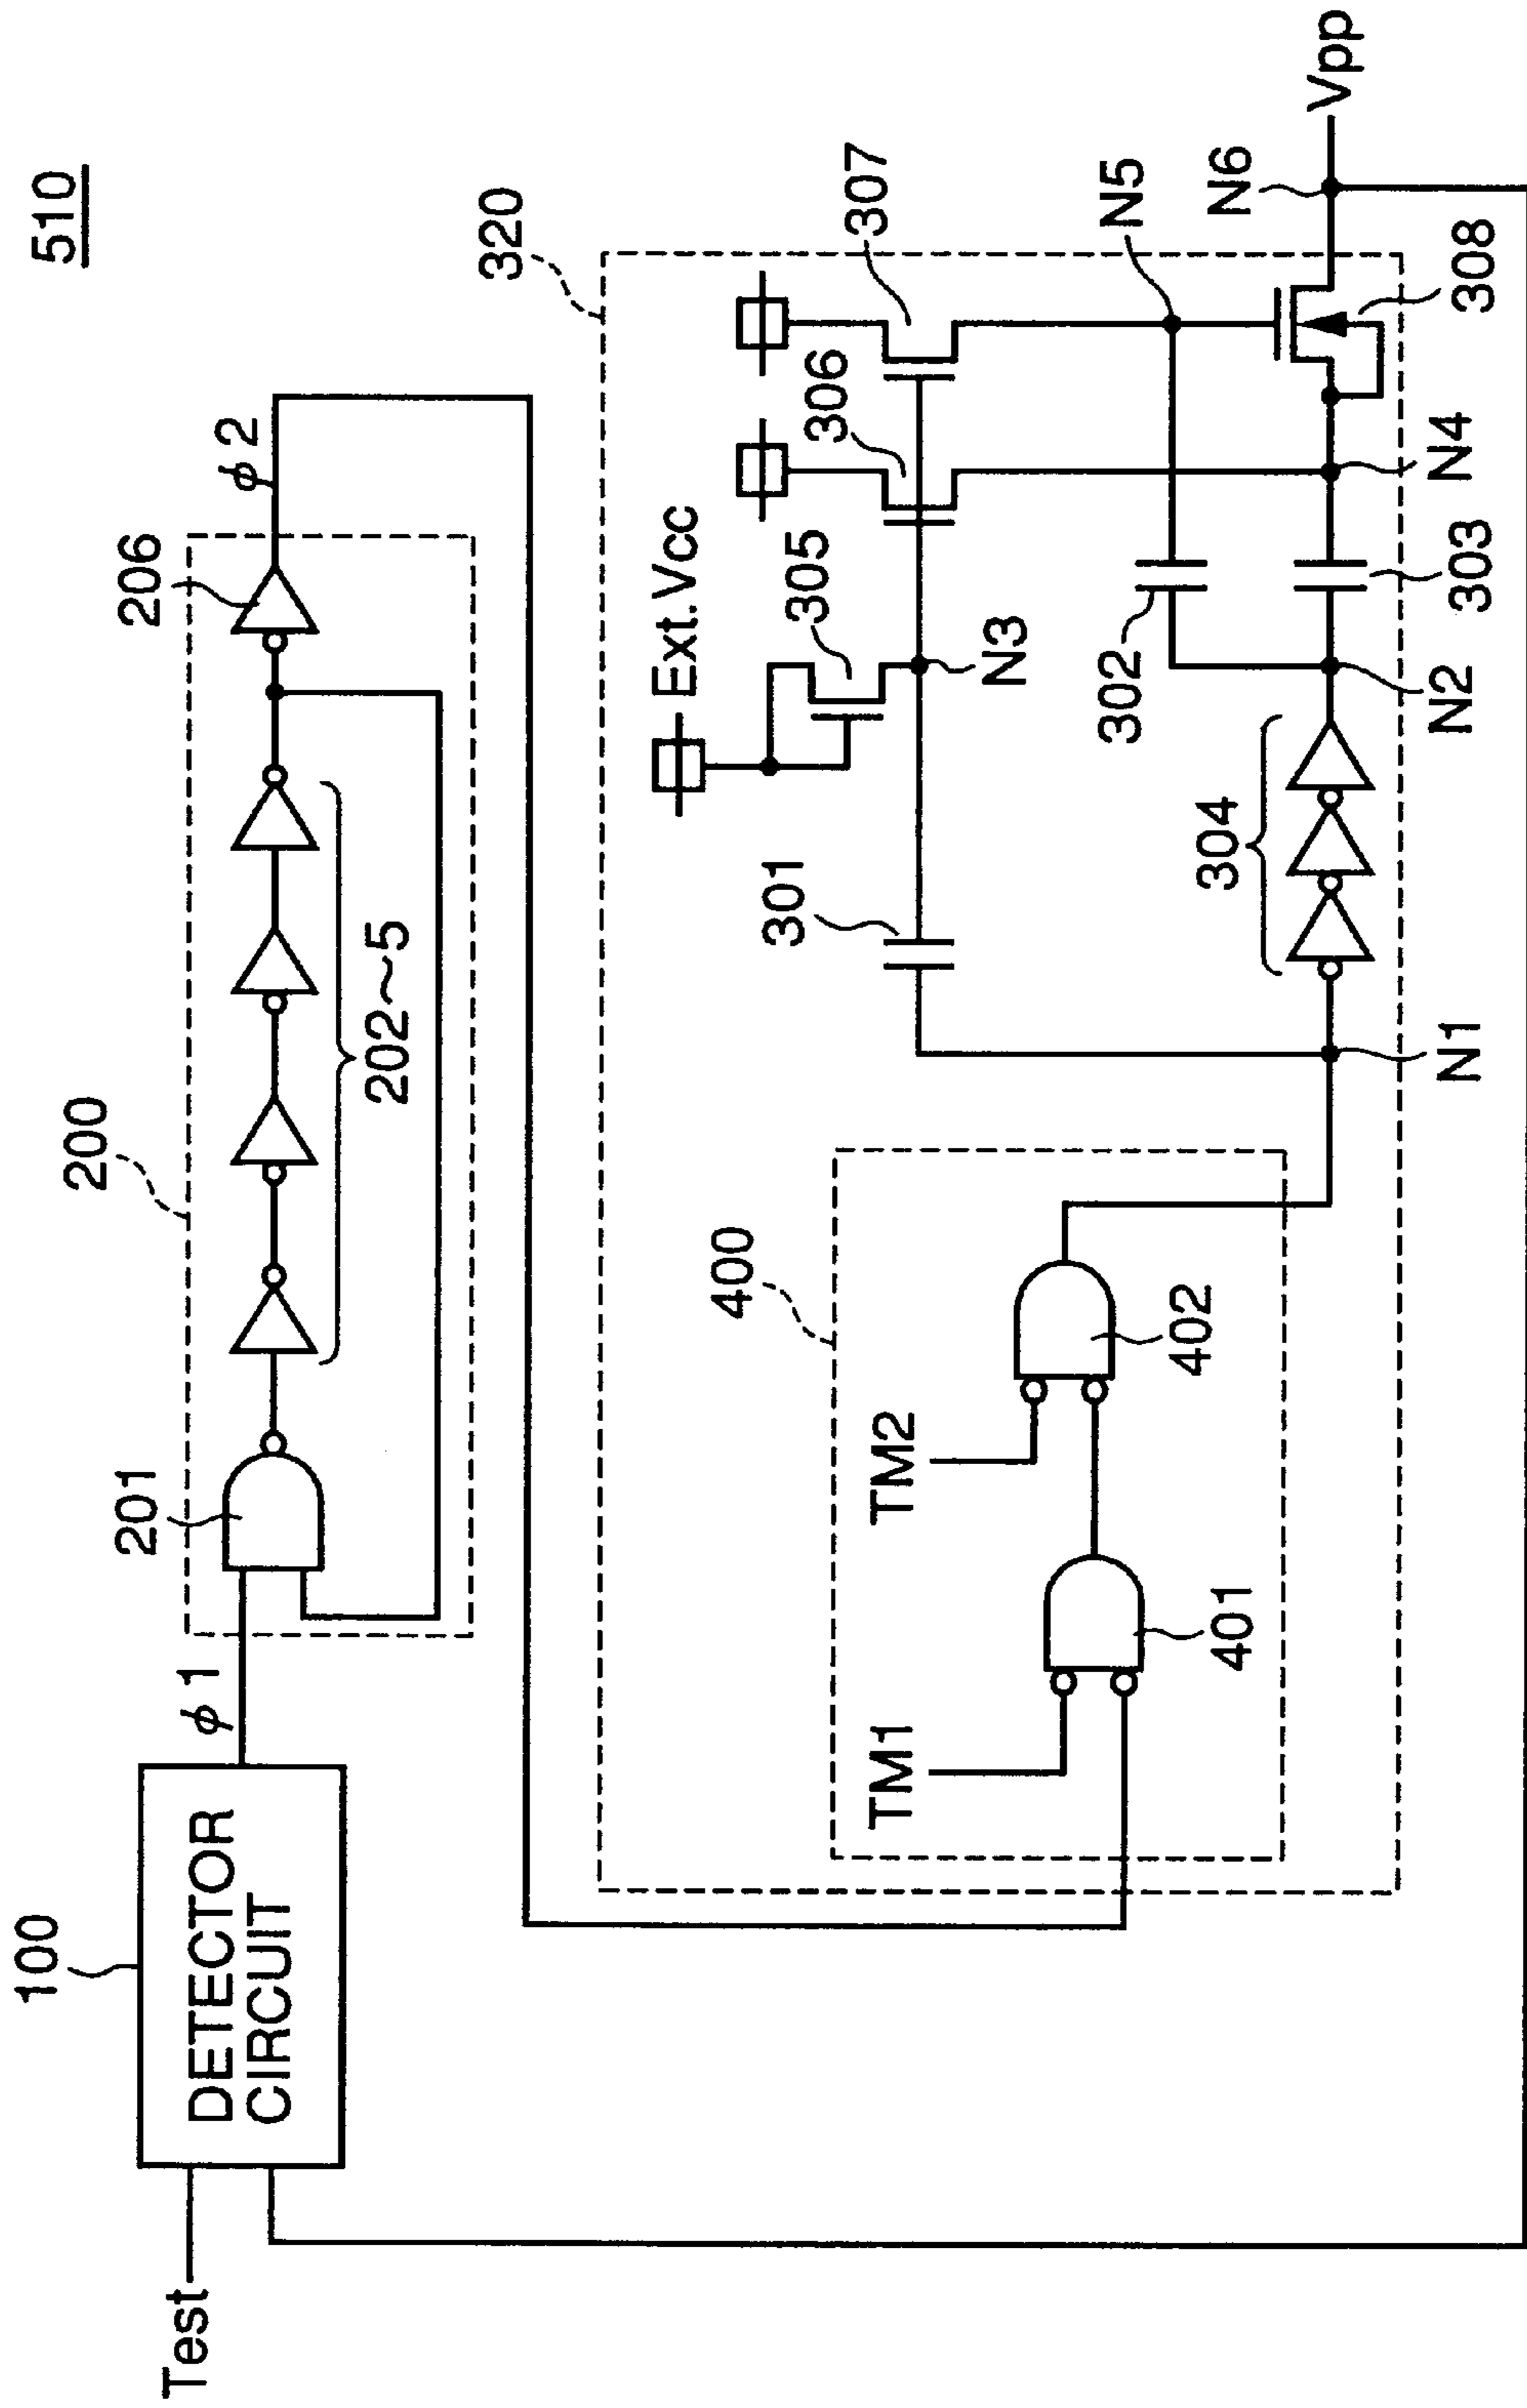 510
100
DETECTOR
CIRCUIT
Test
φ1
200
201
202~5
206
φ2
320
Ext.Vcc
305
306
307
301
N3
N5
N6
Vpp
302
303
308
304
N1
N2
N4
400
TM1
TM2
401
402